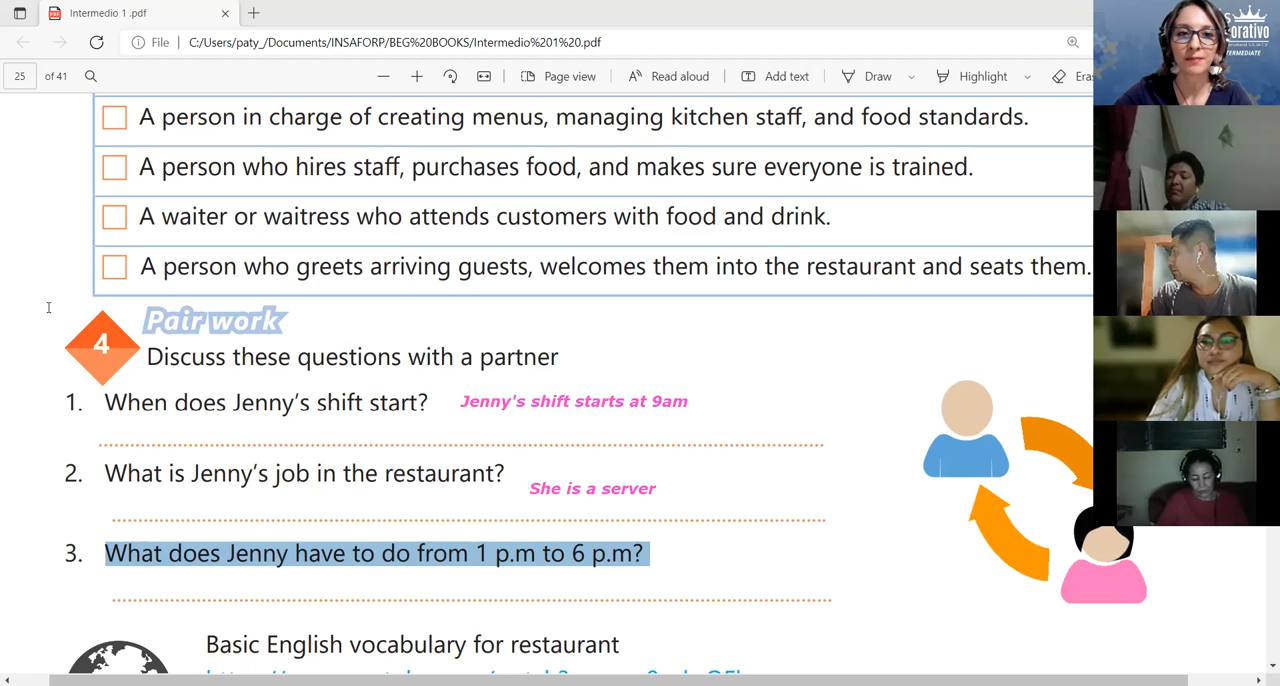 Intermedio 1 .pdf
File | C:/Users/paty_/Documents/INSAFORP/BEG%20BOOKS/Intermedio%201%20.pdf
25 of 41 Page view Read aloud Add text Draw Highlight
orativo
A person in charge of creating menus, managing kitchen staff, and food standards.
A person who hires staff, purchases food, and makes sure everyone is trained.
A waiter or waitress who attends customers with food and drink.
A person who greets arriving guests, welcomes them into the restaurant and seats them.
Pair work
4
Discuss these questions with a partner
1. When does Jenny's shift start? Jenny's shift starts at 9am
2. What is Jenny's job in the restaurant? She is a server
3. What does Jenny have to do from 1 p.m to 6 p.m?
Basic English vocabulary for restaurant